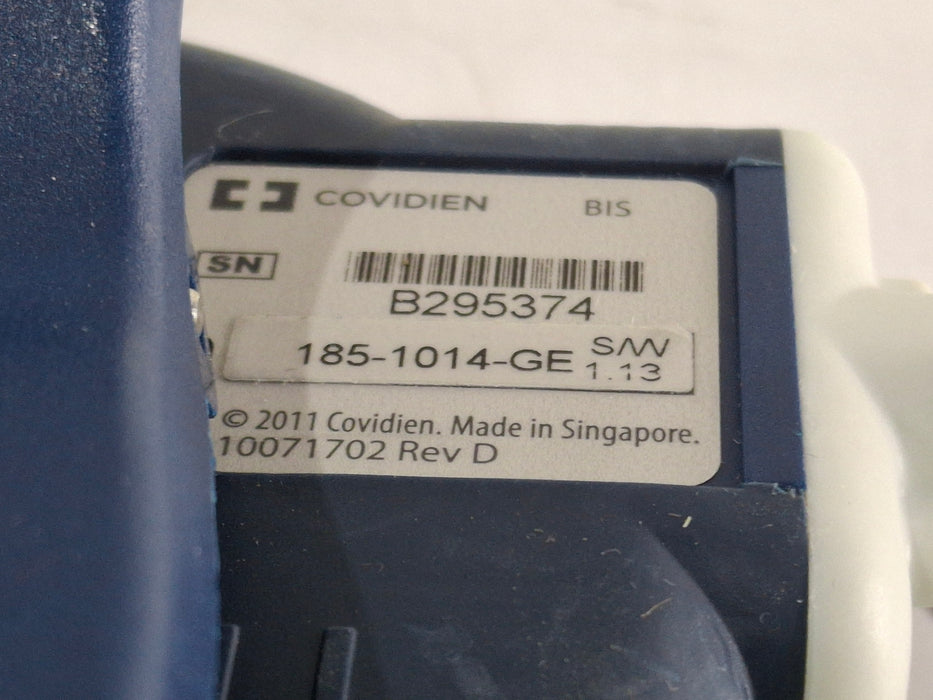 COVIDIEN BIS
SN
B295374
185-1014-GE S/W 1.13
© 2011 Covidien. Made in Singapore.
10071702 Rev D